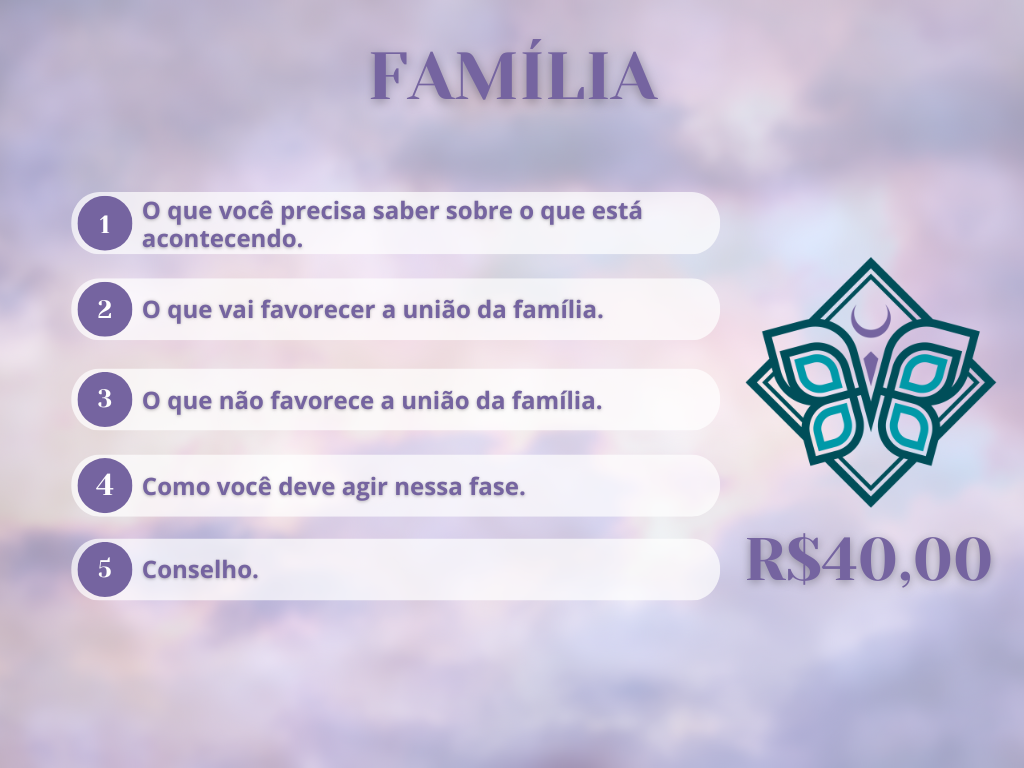 FAMÍLIA
1
O que você precisa saber sobre o que está
acontecendo.
2
O que vai favorecer a união da família.
3
O que não favorece a união da família.
4
Como você deve agir nessa fase.
5
Conselho.
R$40,00